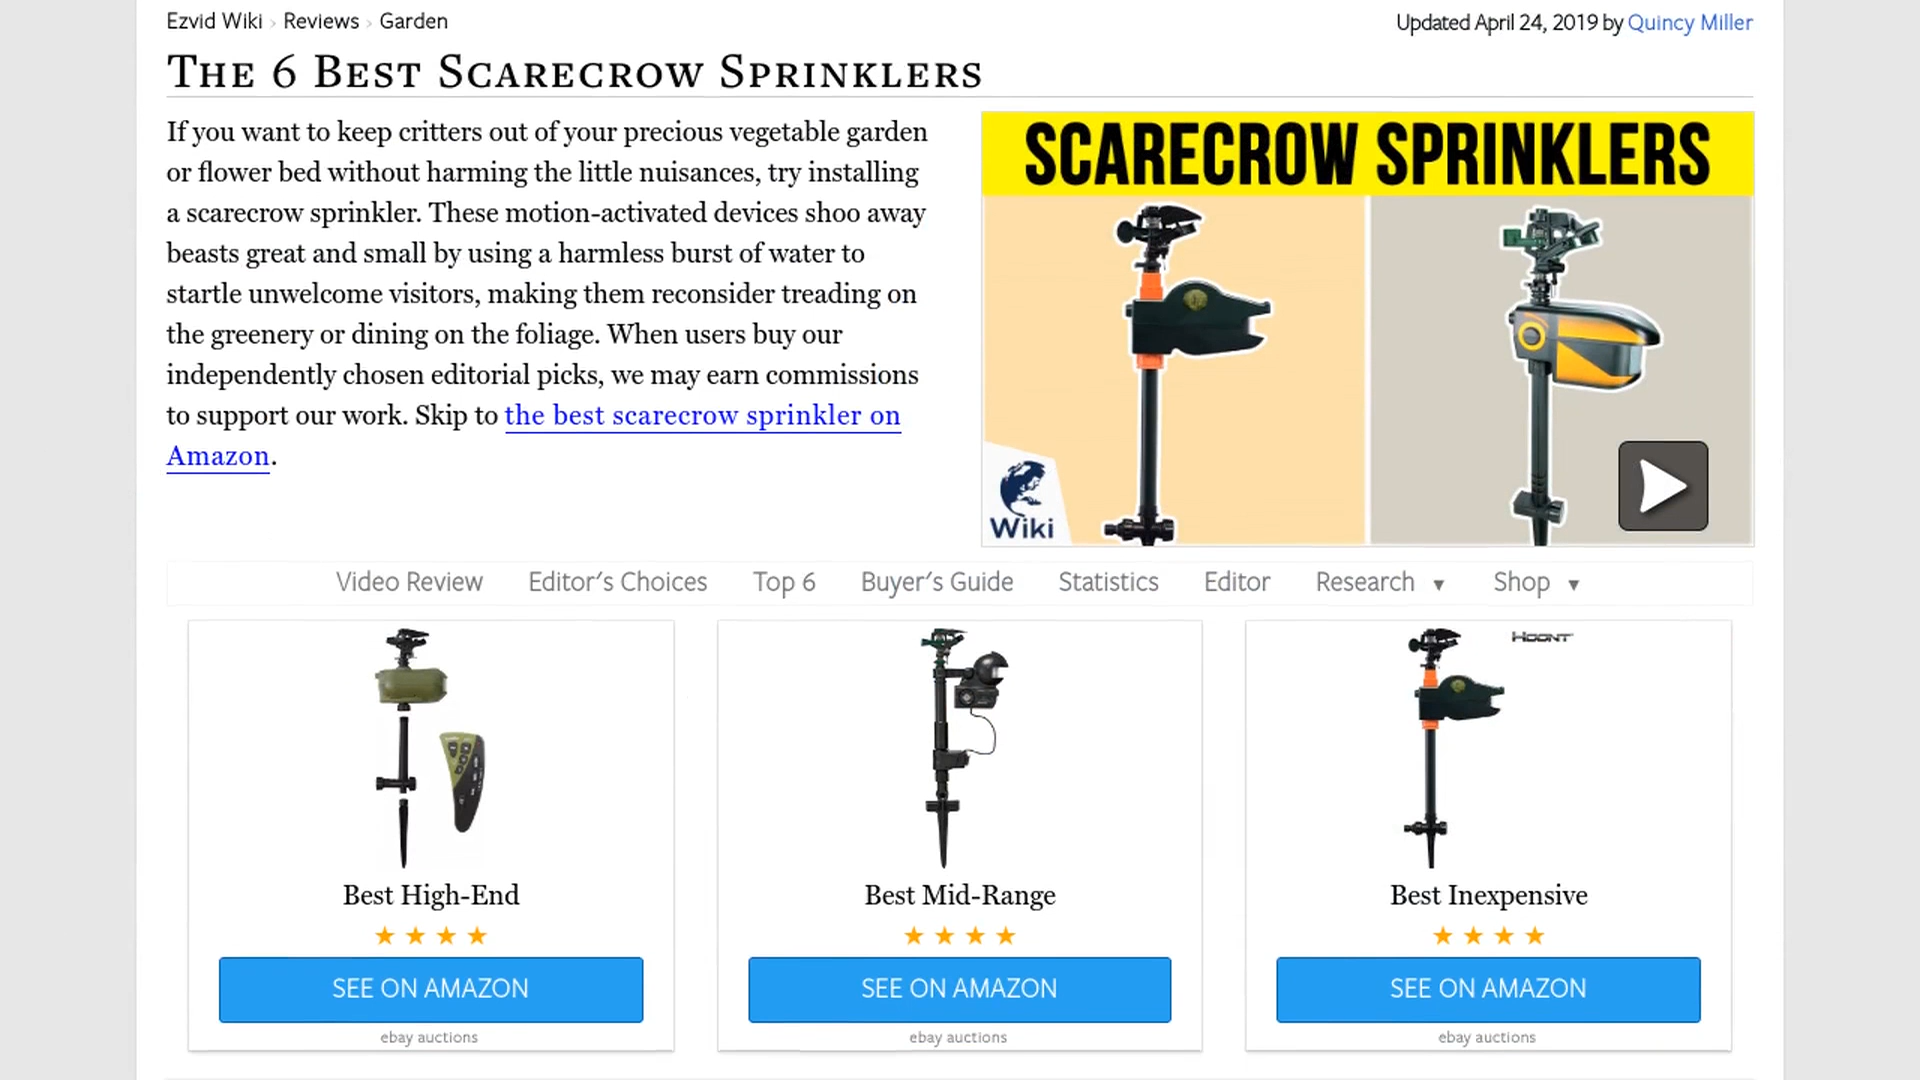 Ezvid Wiki › Reviews › Garden
Updated April 24, 2019 by Quincy Miller
The 6 Best Scarecrow Sprinklers
If you want to keep critters out of your precious vegetable garden
or flower bed without harming the little nuisances, try installing
a scarecrow sprinkler. These motion-activated devices shoo away
beasts great and small by using a harmless burst of water to
startle unwelcome visitors, making them reconsider treading on
the greenery or dining on the foliage. When users buy our
independently chosen editorial picks, we may earn commissions
to support our work. Skip to the best scarecrow sprinkler on
Amazon.
SCARECROW SPRINKLERS
Wiki
Video Review Editor's Choices Top 6 Buyer's Guide Statistics Editor Research ▼ Shop ▼
HOONT
Best High-End
Best Mid-Range
Best Inexpensive
SEE ON AMAZON
SEE ON AMAZON
SEE ON AMAZON
ebay auctions
ebay auctions
ebay auctions